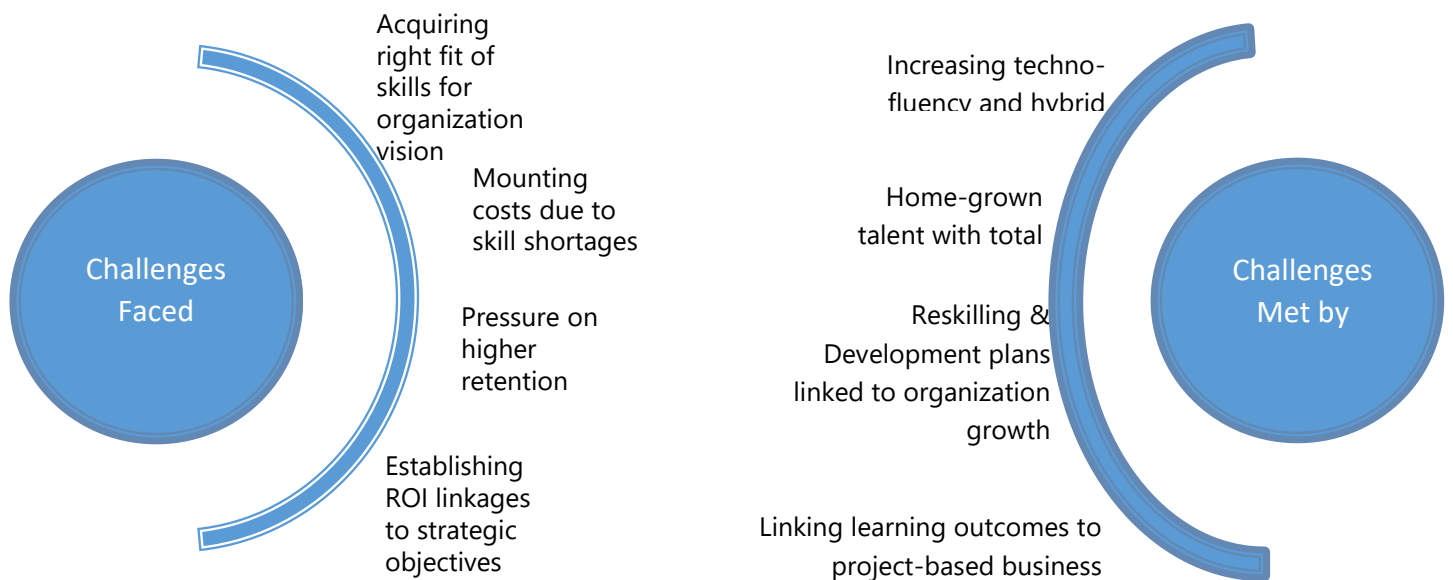 Challenges
Faced
Acquiring
right fit of
skills for
organization
vision
Mounting
costs due to
skill shortages
Pressure on
higher
retention
Establishing
ROI linkages
to strategic
objectives
Increasing techno-
fluency and hybrid
Home-grown
talent with total
Reskilling &
Development plans
linked to organization
growth
Linking learning outcomes to
project-based business
Challenges
Met by